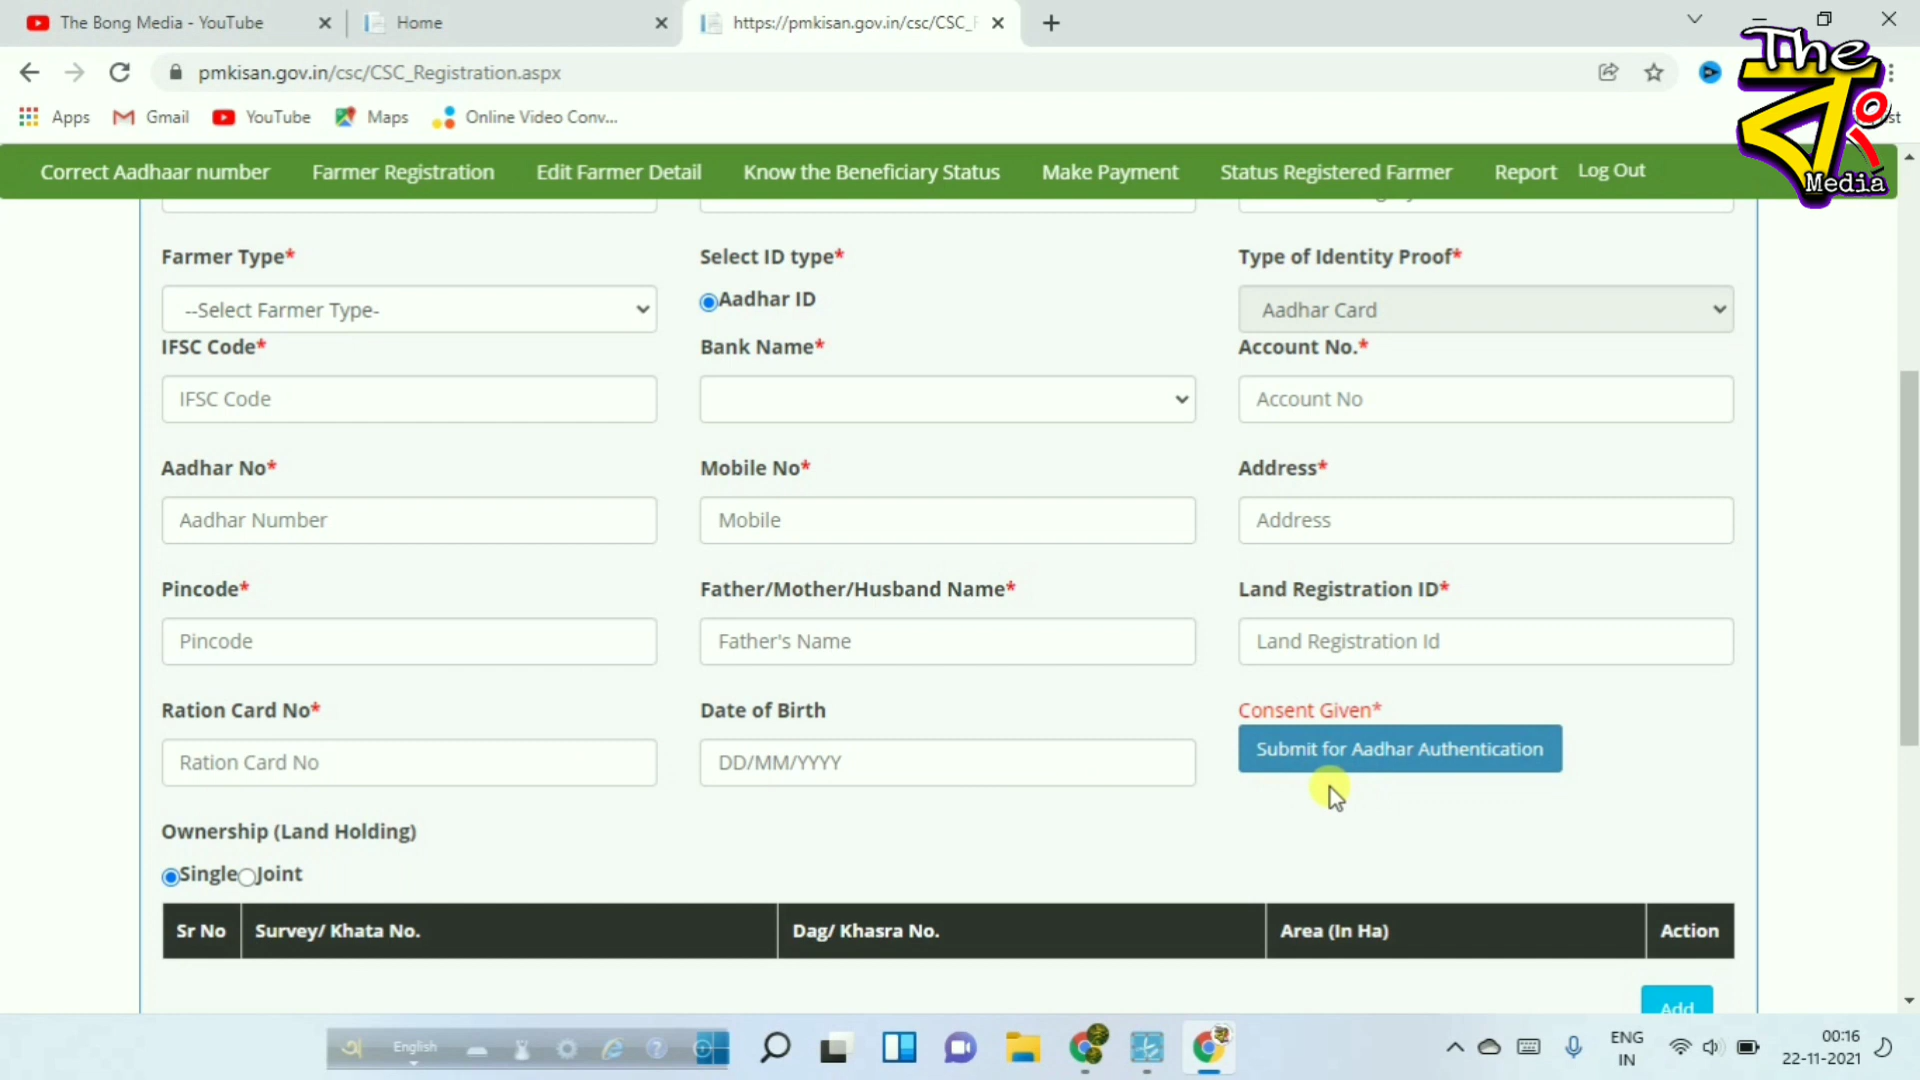 The Bong Media - YouTube
Home
https://pmkisan.gov.in/csc/CSC_
pmkisan.gov.in/csc/CSC_Registration.aspx
Apps
Gmail
YouTube
Maps
Online Video Conv...
The
Media
Correct Aadhaar number
Farmer Registration
Edit Farmer Detail
Know the Beneficiary Status
Make Payment
Status Registered Farmer
Report
Log Out
Farmer Type*
Select ID type*
Type of Identity Proof*
--Select Farmer Type-
Aadhar ID
Aadhar Card
IFSC Code*
Bank Name*
Account No.*
IFSC Code
Account No
Aadhar No*
Mobile No*
Address*
Aadhar Number
Mobile
Address
Pincode*
Father/Mother/Husband Name*
Land Registration ID*
Pincode
Father's Name
Land Registration Id
Ration Card No*
Date of Birth
Consent Given*
Ration Card No
DD/MM/YYYY
Submit for Aadhar Authentication
Ownership (Land Holding)
Single
Joint
Sr No
Survey/ Khata No.
Dag/ Khasra No.
Area (In Ha)
Action
Add
English
ENG
IN
00:16
22-11-2021